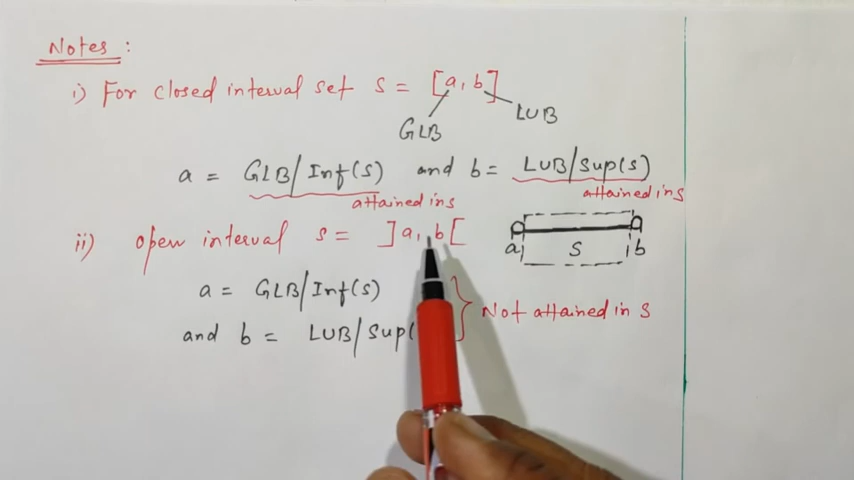 Notes :
i) For closed interval set S = [a, b]
GLB LUB
a = GLB/Inf(S) and b = LUB/Sup(S)
attained in S attained in S
ii) open interval S = ]a, b[
a S b
a = GLB/Inf(S)
and b = LUB/Sup( } Not attained in S